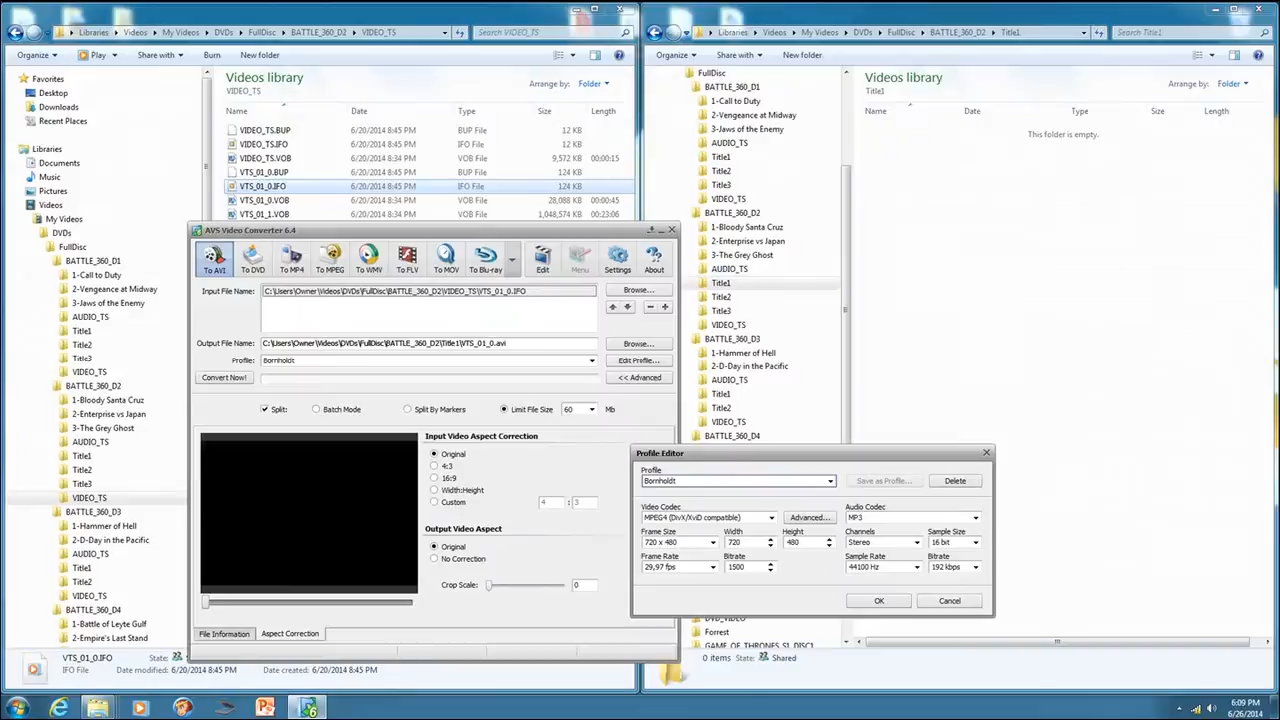 Libraries ▸ Videos ▸ My Videos ▸ DVDs ▸ FullDisc ▸ BATTLE_360_D2 ▸ VIDEO_TS
Search VIDEO_TS
Organize Play Share with Burn New folder
Favorites
Desktop
Downloads
Recent Places
Libraries
Documents
Music
Pictures
Videos
My Videos
DVDs
FullDisc
BATTLE_360_D1
1-Call to Duty
2-Vengeance at Midway
3-Jaws of the Enemy
AUDIO_TS
Title1
Title2
Title3
VIDEO_TS
BATTLE_360_D2
1-Bloody Santa Cruz
2-Enterprise vs Japan
3-The Grey Ghost
AUDIO_TS
Title1
Title2
Title3
VIDEO_TS
BATTLE_360_D3
1-Hammer of Hell
2-D-Day in the Pacific
AUDIO_TS
Title1
Title2
VIDEO_TS
BATTLE_360_D4
1-Battle of Leyte Gulf
2-Empire's Last Stand
Videos library
VIDEO_TS
Arrange by: Folder
Name Date Type Size Length
VIDEO_TS.BUP 6/20/2014 8:45 PM BUP File 12 KB
VIDEO_TS.IFO 6/20/2014 8:45 PM IFO File 12 KB
VIDEO_TS.VOB 6/20/2014 8:34 PM VOB File 9,572 KB 00:00:15
VTS_01_0.BUP 6/20/2014 8:45 PM BUP File 124 KB
VTS_01_0.IFO 6/20/2014 8:45 PM IFO File 124 KB
VTS_01_0.VOB 6/20/2014 8:34 PM VOB File 28,088 KB 00:00:45
VTS_01_1.VOB 6/20/2014 8:34 PM VOB File 1,048,574 KB 00:23:06
VTS_01_0.IFO State:
IFO File Date modified: 6/20/2014 8:45 PM Date created: 6/20/2014 8:45 PM
AVS Video Converter 6.4
To AVI To DVD To MP4 To MPEG To WMV To FLV To MOV To Blu-ray Edit Menu Settings About
Input File Name: C:\Users\Owner\Videos\DVDs\FullDisc\BATTLE_360_D2\VIDEO_TS\VTS_01_0.IFO Browse...
Output File Name: C:\Users\Owner\Videos\DVDs\FullDisc\BATTLE_360_D2\Title1\VTS_01_0.avi Browse...
Profile: Bornholdt Edit Profile...
Convert Now! << Advanced
Split: Batch Mode Split By Markers Limit File Size 60 Mb
Input Video Aspect Correction
Original
4:3
16:9
Width:Height
Custom 4 : 3
Output Video Aspect
Original
No Correction
Crop Scale: 0
File Information Aspect Correction
Libraries ▸ Videos ▸ My Videos ▸ DVDs ▸ FullDisc ▸ BATTLE_360_D2 ▸ Title1
Search Title1
Organize Share with New folder
FullDisc
BATTLE_360_D1
1-Call to Duty
2-Vengeance at Midway
3-Jaws of the Enemy
AUDIO_TS
Title1
Title2
Title3
VIDEO_TS
BATTLE_360_D2
1-Bloody Santa Cruz
2-Enterprise vs Japan
3-The Grey Ghost
AUDIO_TS
Title1
Title2
Title3
VIDEO_TS
BATTLE_360_D3
1-Hammer of Hell
2-D-Day in the Pacific
AUDIO_TS
Title1
Title2
VIDEO_TS
BATTLE_360_D4
DVD_VIDEO
Forrest
GAME_OF_THRONES_S1_DISC1
Videos library
Title1
Arrange by: Folder
Name Date Type Size Length
This folder is empty.
0 items State: Shared
Profile Editor
Profile
Bornholdt Save as Profile... Delete
Video Codec Audio Codec
MPEG4 (DivX/XviD compatible) Advanced... MP3
Frame Size Width Height Channels Sample Size
720 x 480 720 480 Stereo 16 bit
Frame Rate Bitrate Sample Rate Bitrate
29,97 fps 1500 44100 Hz 192 kbps
OK Cancel
6:09 PM
6/26/2014